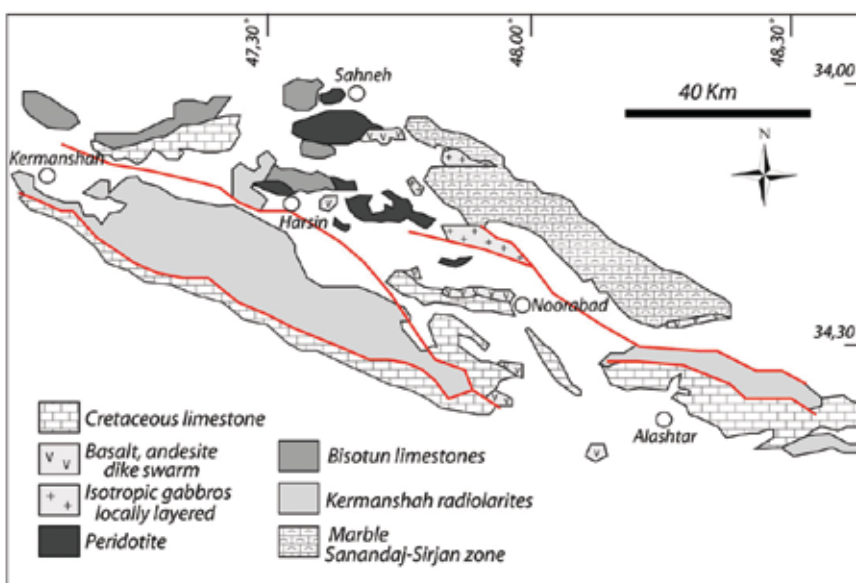 47,30°
48,00°
48,30°
34,00
Sahneh
40 Km
N
Kermanshah
Harsin
Noorabad
34,30
Alashtar
Cretaceous limestone
Basalt, andesite
dike swarm
Isotropic gabbros
locally layered
Peridotite
Bisotun limestones
Kermanshah radiolarites
Marble
Sanandaj-Sirjan zone